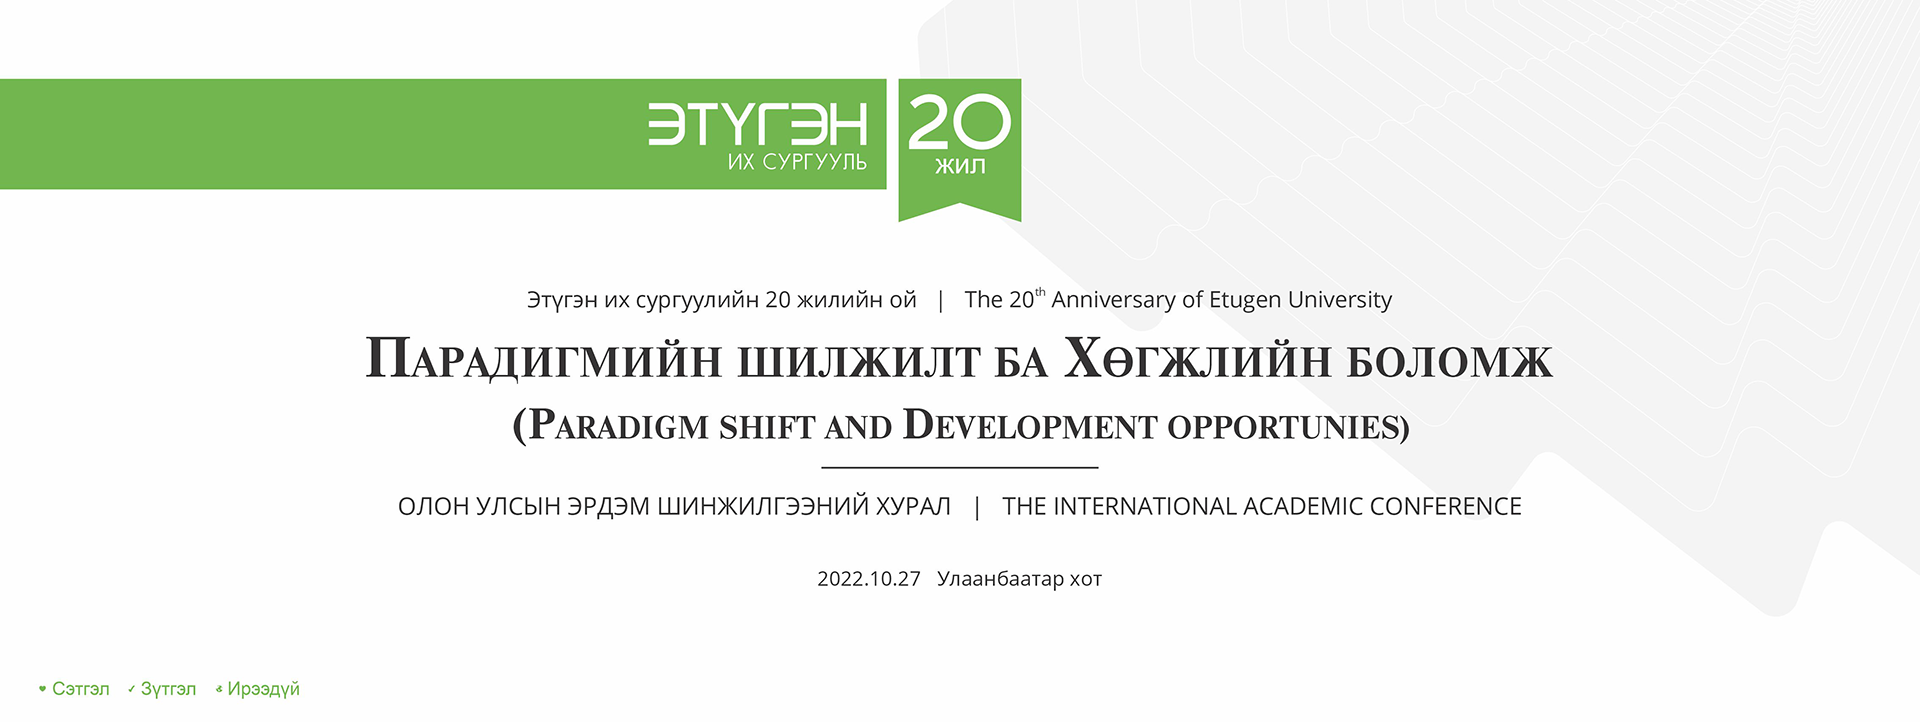 ЭТҮГЭН
ИХ СУРГУУЛЬ
20
ЖИЛ
Этүгэн их сургуулийн 20 жилийн ой | The 20th Anniversary of Etugen University
Парадигмийн шилжилт ба Хөгжлийн боломж
(Paradigm shift and Development opportunies)
ОЛОН УЛСЫН ЭРДЭМ ШИНЖИЛГЭЭНИЙ ХУРАЛ | THE INTERNATIONAL ACADEMIC CONFERENCE
2022.10.27 Улаанбаатар хот
Сэтгэл Зүтгэл Ирээдүй